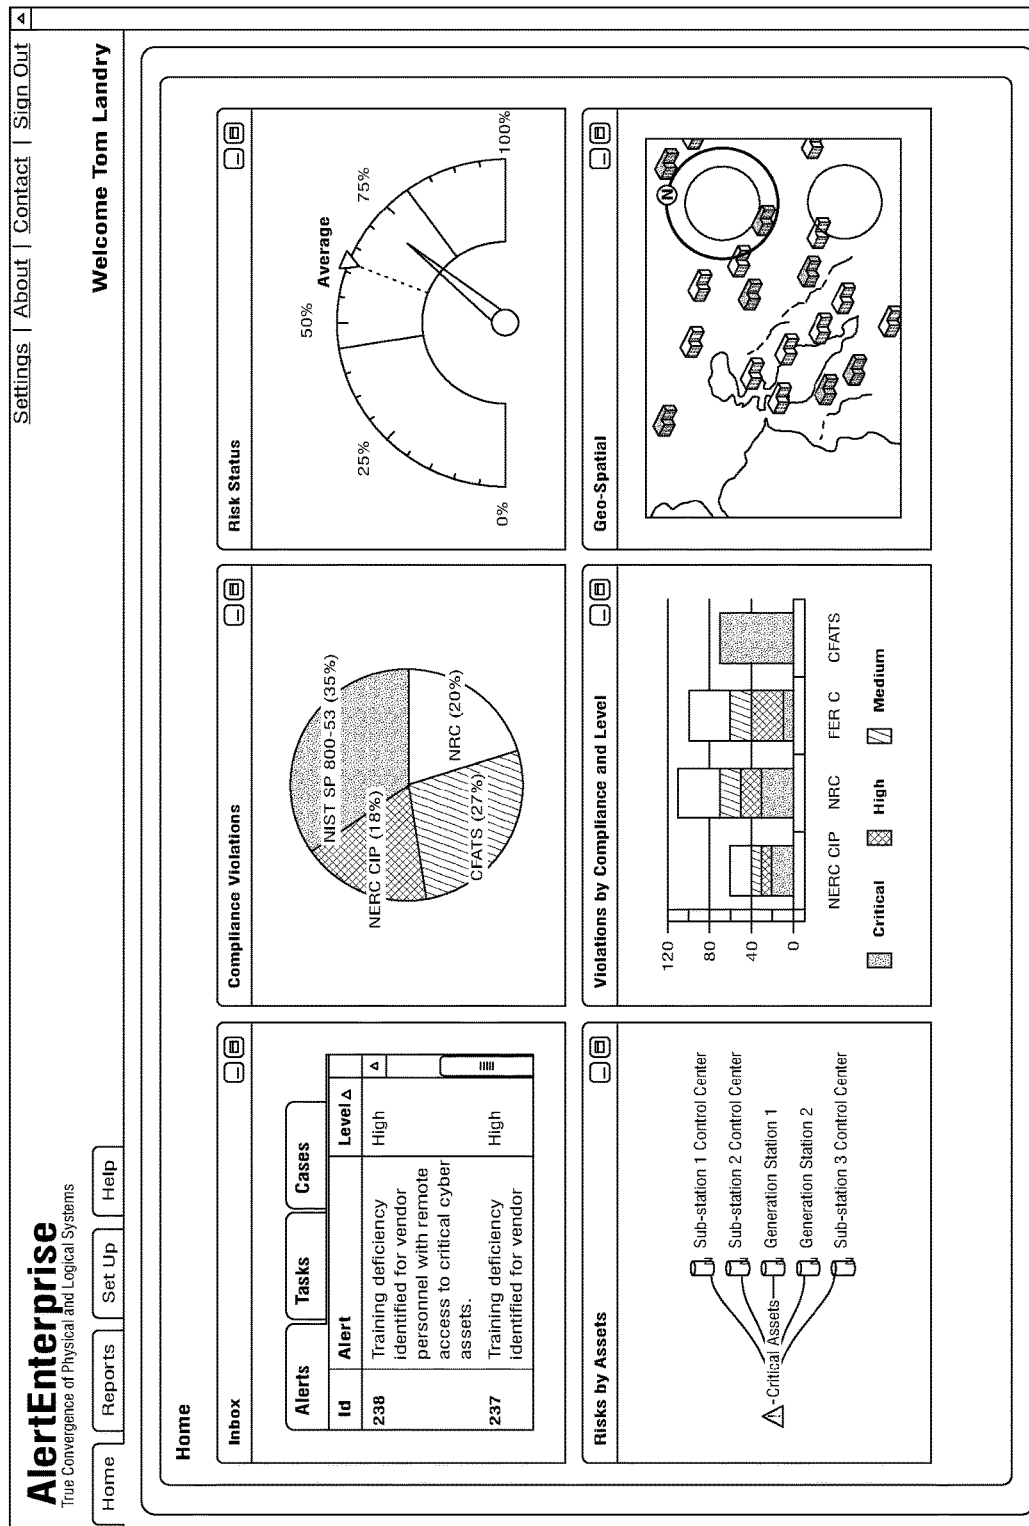 AlertEnterprise
True Convergence of Physical and Logical Systems
Settings | About | Contact | Sign Out
Home
Reports
Set Up
Help
Welcome Tom Landry
Home
Inbox
Alerts
Tasks
Cases
Id
Alert
Level
238
Training deficiency
identified for vendor
personnel with remote
access to critical cyber
assets.
High
237
Training deficiency
identified for vendor
High
Compliance Violations
NIST SP 800-53 (35%)
NERC CIP (18%)
CFATS (27%)
NRC (20%)
Risk Status
0%
25%
50%
75%
100%
Average
Risks by Assets
Critical Assets
Sub-station 1 Control Center
Sub-station 2 Control Center
Generation Station 1
Generation Station 2
Sub-station 3 Control Center
Violations by Compliance and Level
120
80
40
0
NERC CIP
NRC
FER C
CFATS
Critical
High
Medium
Geo-Spatial
N